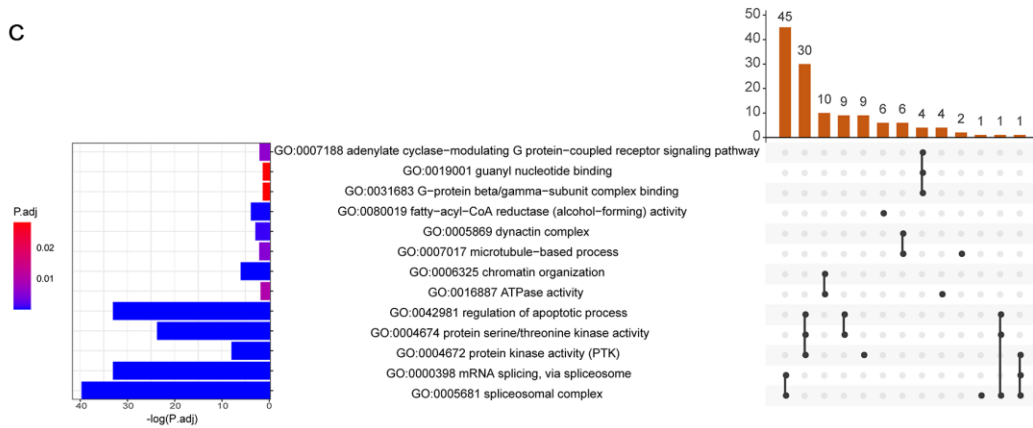 C
50
40
30
20
10
0
45
30
10
9
9
6
6
4
4
2
1
1
1
GO:0007188 adenylate cyclase−modulating G protein−coupled receptor signaling pathway
GO:0019001 guanyl nucleotide binding
GO:0031683 G−protein beta/gamma−subunit complex binding
GO:0080019 fatty−acyl−CoA reductase (alcohol−forming) activity
GO:0005869 dynactin complex
GO:0007017 microtubule−based process
GO:0006325 chromatin organization
GO:0016887 ATPase activity
GO:0042981 regulation of apoptotic process
GO:0004674 protein serine/threonine kinase activity
GO:0004672 protein kinase activity (PTK)
GO:0000398 mRNA splicing, via spliceosome
GO:0005681 spliceosomal complex
P.adj
0.02
0.01
40 30 20 10 0
-log(P.adj)